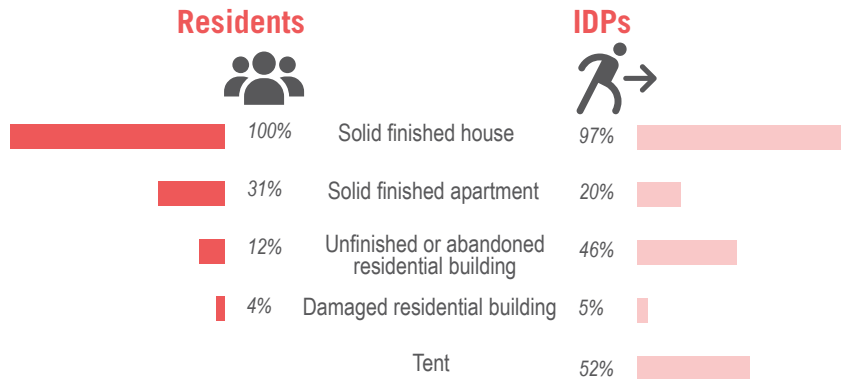 Residents IDPs
100% Solid finished house 97%
31% Solid finished apartment 20%
12% Unfinished or abandoned residential building 46%
4% Damaged residential building 5%
Tent 52%